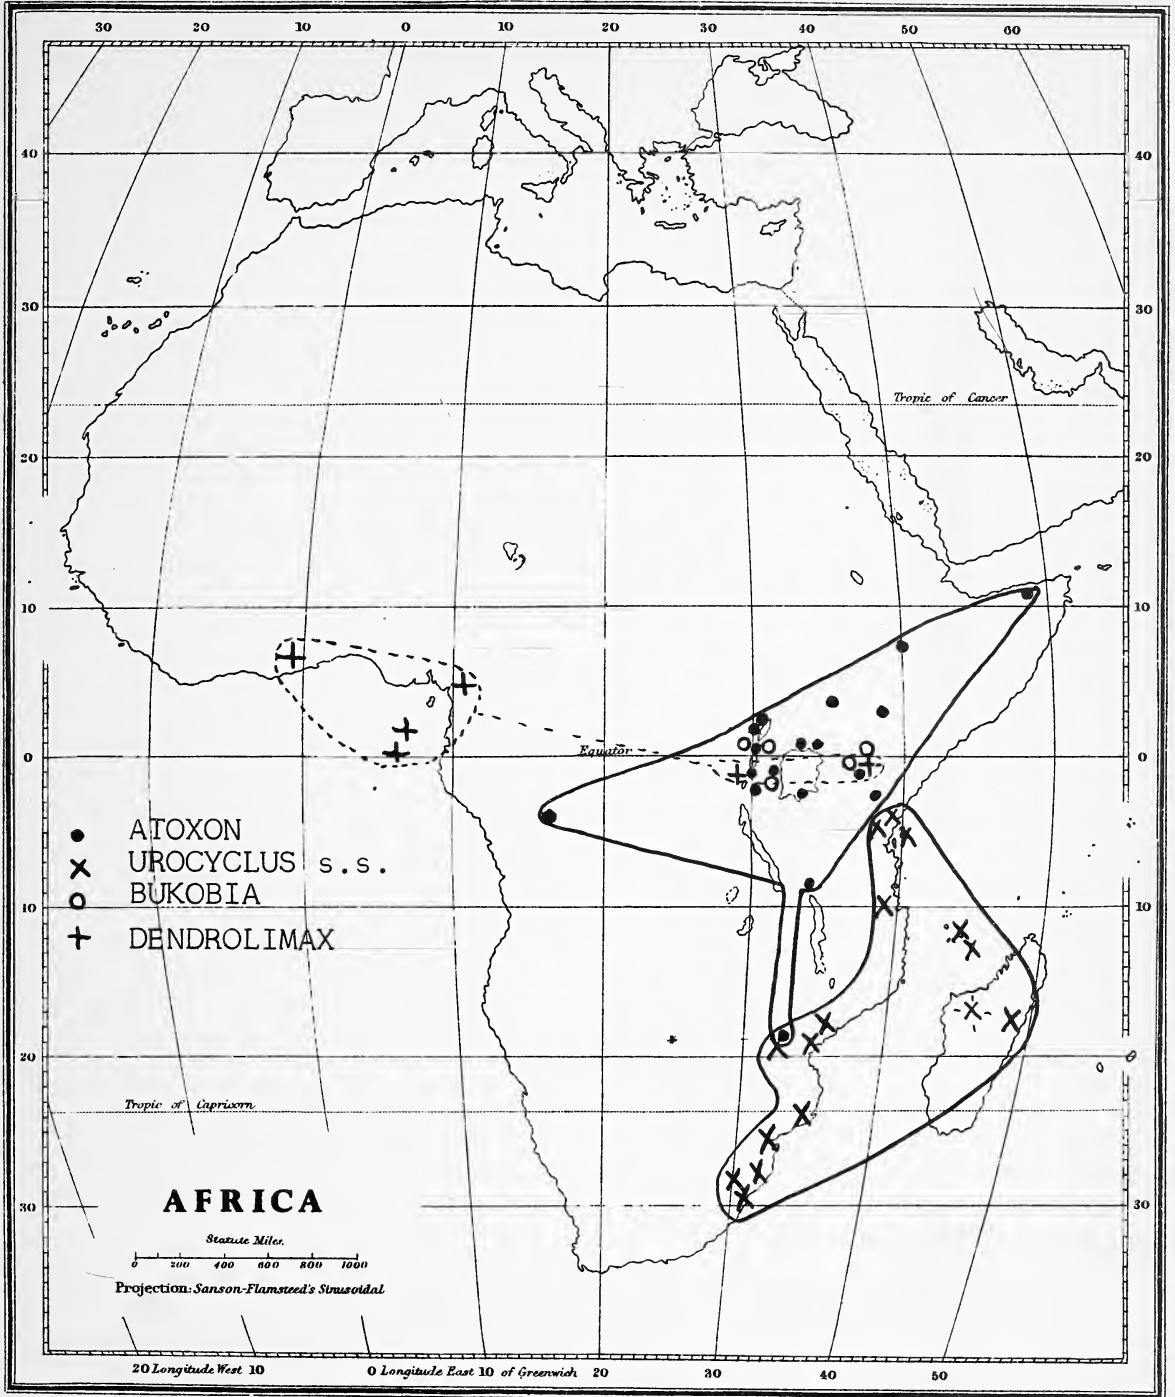 30 20 10 0 10 20 30 40 50 60
40 40
30 30
Tropic of Cancer
20 20
10 10
Equator
0 0
ATOXON
UROCYCLUS s.s.
BUKOBIA
DENDROLIMAX
10 10
20 0
Tropic of Capricorn
AFRICA
30 30
Statute Miles.
0 200 400 600 800 1000
Projection: Sanson-Flamsteed's Sinusoidal
20 Longitude West 10 0 Longitude East 10 of Greenwich 20 30 40 50